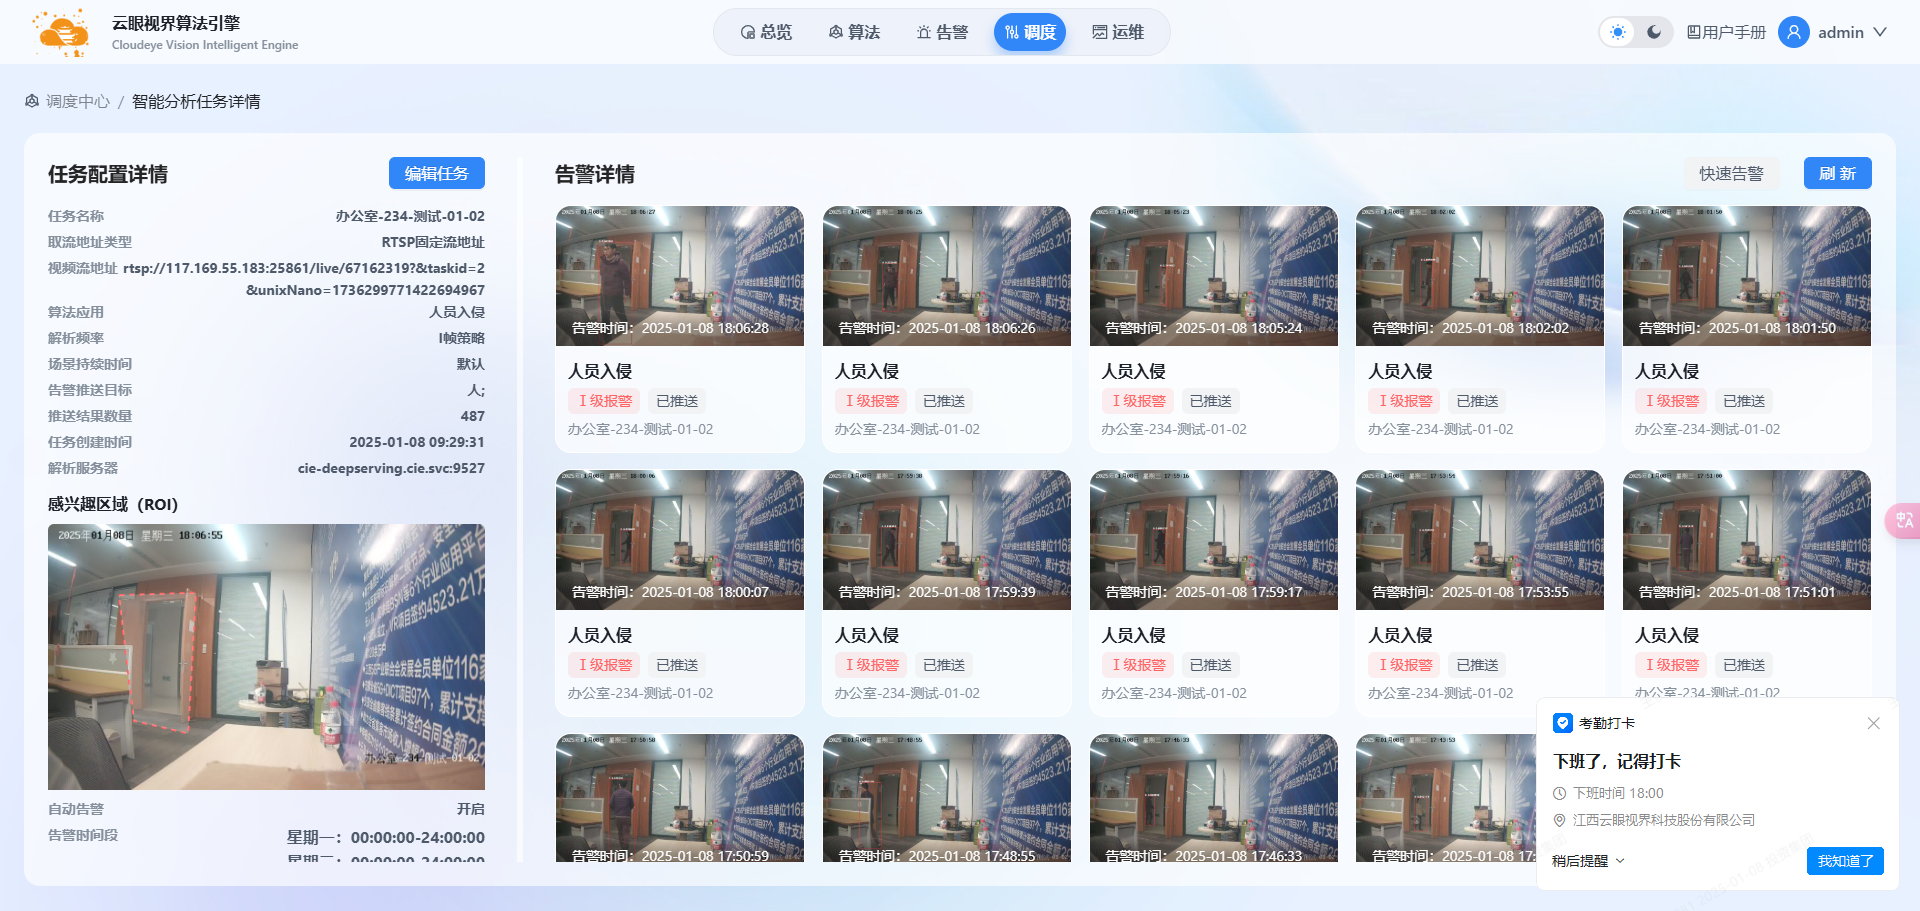 云眼视界算法引擎
Cloudeye Vision Intelligent Engine
总览 算法 告警 调度 运维
用户手册 admin
调度中心 / 智能分析任务详情
任务配置详情 编辑任务
任务名称 办公室-234-测试-01-02
取流地址类型 RTSP固定流地址
视频流地址 rtsp://117.169.55.183:25861/live/67162319?&taskid=2
&unixNano=1736299771422694967
算法应用 人员入侵
解析频率 I帧策略
场景持续时间 默认
告警推送目标 人;
推送结果数量 487
任务创建时间 2025-01-08 09:29:31
解析服务器 cie-deepserving.cie.svc:9527
感兴趣区域（ROI）
2025年01月08日 星期三 18:06:55
办公室-234-测试-01-02
自动告警 开启
告警时间段 星期一：00:00:00-24:00:00
星期二：00:00:00-24:00:00
告警详情 快速告警 刷 新
告警时间：2025-01-08 18:06:28
人员入侵
Ⅰ级报警 已推送
办公室-234-测试-01-02
告警时间：2025-01-08 18:06:26
人员入侵
Ⅰ级报警 已推送
办公室-234-测试-01-02
告警时间：2025-01-08 18:05:24
人员入侵
Ⅰ级报警 已推送
办公室-234-测试-01-02
告警时间：2025-01-08 18:02:02
人员入侵
Ⅰ级报警 已推送
办公室-234-测试-01-02
告警时间：2025-01-08 18:01:50
人员入侵
Ⅰ级报警 已推送
办公室-234-测试-01-02
告警时间：2025-01-08 18:00:07
人员入侵
Ⅰ级报警 已推送
办公室-234-测试-01-02
告警时间：2025-01-08 17:59:39
人员入侵
Ⅰ级报警 已推送
办公室-234-测试-01-02
告警时间：2025-01-08 17:59:17
人员入侵
Ⅰ级报警 已推送
办公室-234-测试-01-02
告警时间：2025-01-08 17:53:55
人员入侵
Ⅰ级报警 已推送
办公室-234-测试-01-02
告警时间：2025-01-08 17:51:01
人员入侵
Ⅰ级报警 已推送
办公室-234-测试-01-02
告警时间：2025-01-08 17:50:59
告警时间：2025-01-08 17:48:55
告警时间：2025-01-08 17:46:33
告警时间：2025-01-08 17:
考勤打卡
下班了，记得打卡
下班时间 18:00
江西云眼视界科技股份有限公司
稍后提醒 我知道了